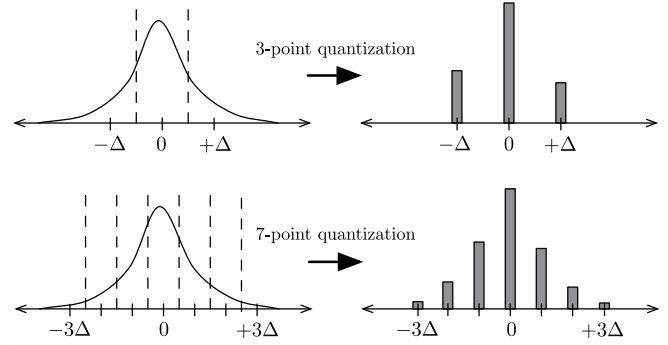 3-point quantization
−Δ 0 +Δ
−Δ 0 +Δ
7-point quantization
−3Δ 0 +3Δ
−3Δ 0 +3Δ